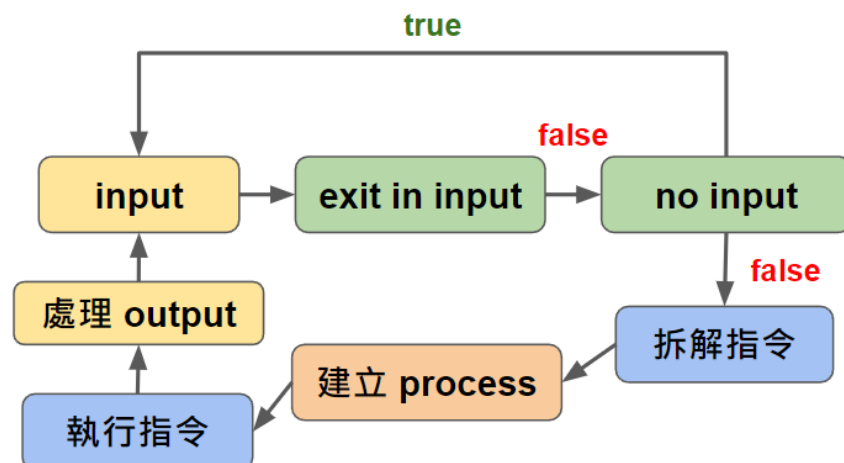 true
false
input
exit in input
no input
false
處理 output
拆解指令
建立 process
執行指令